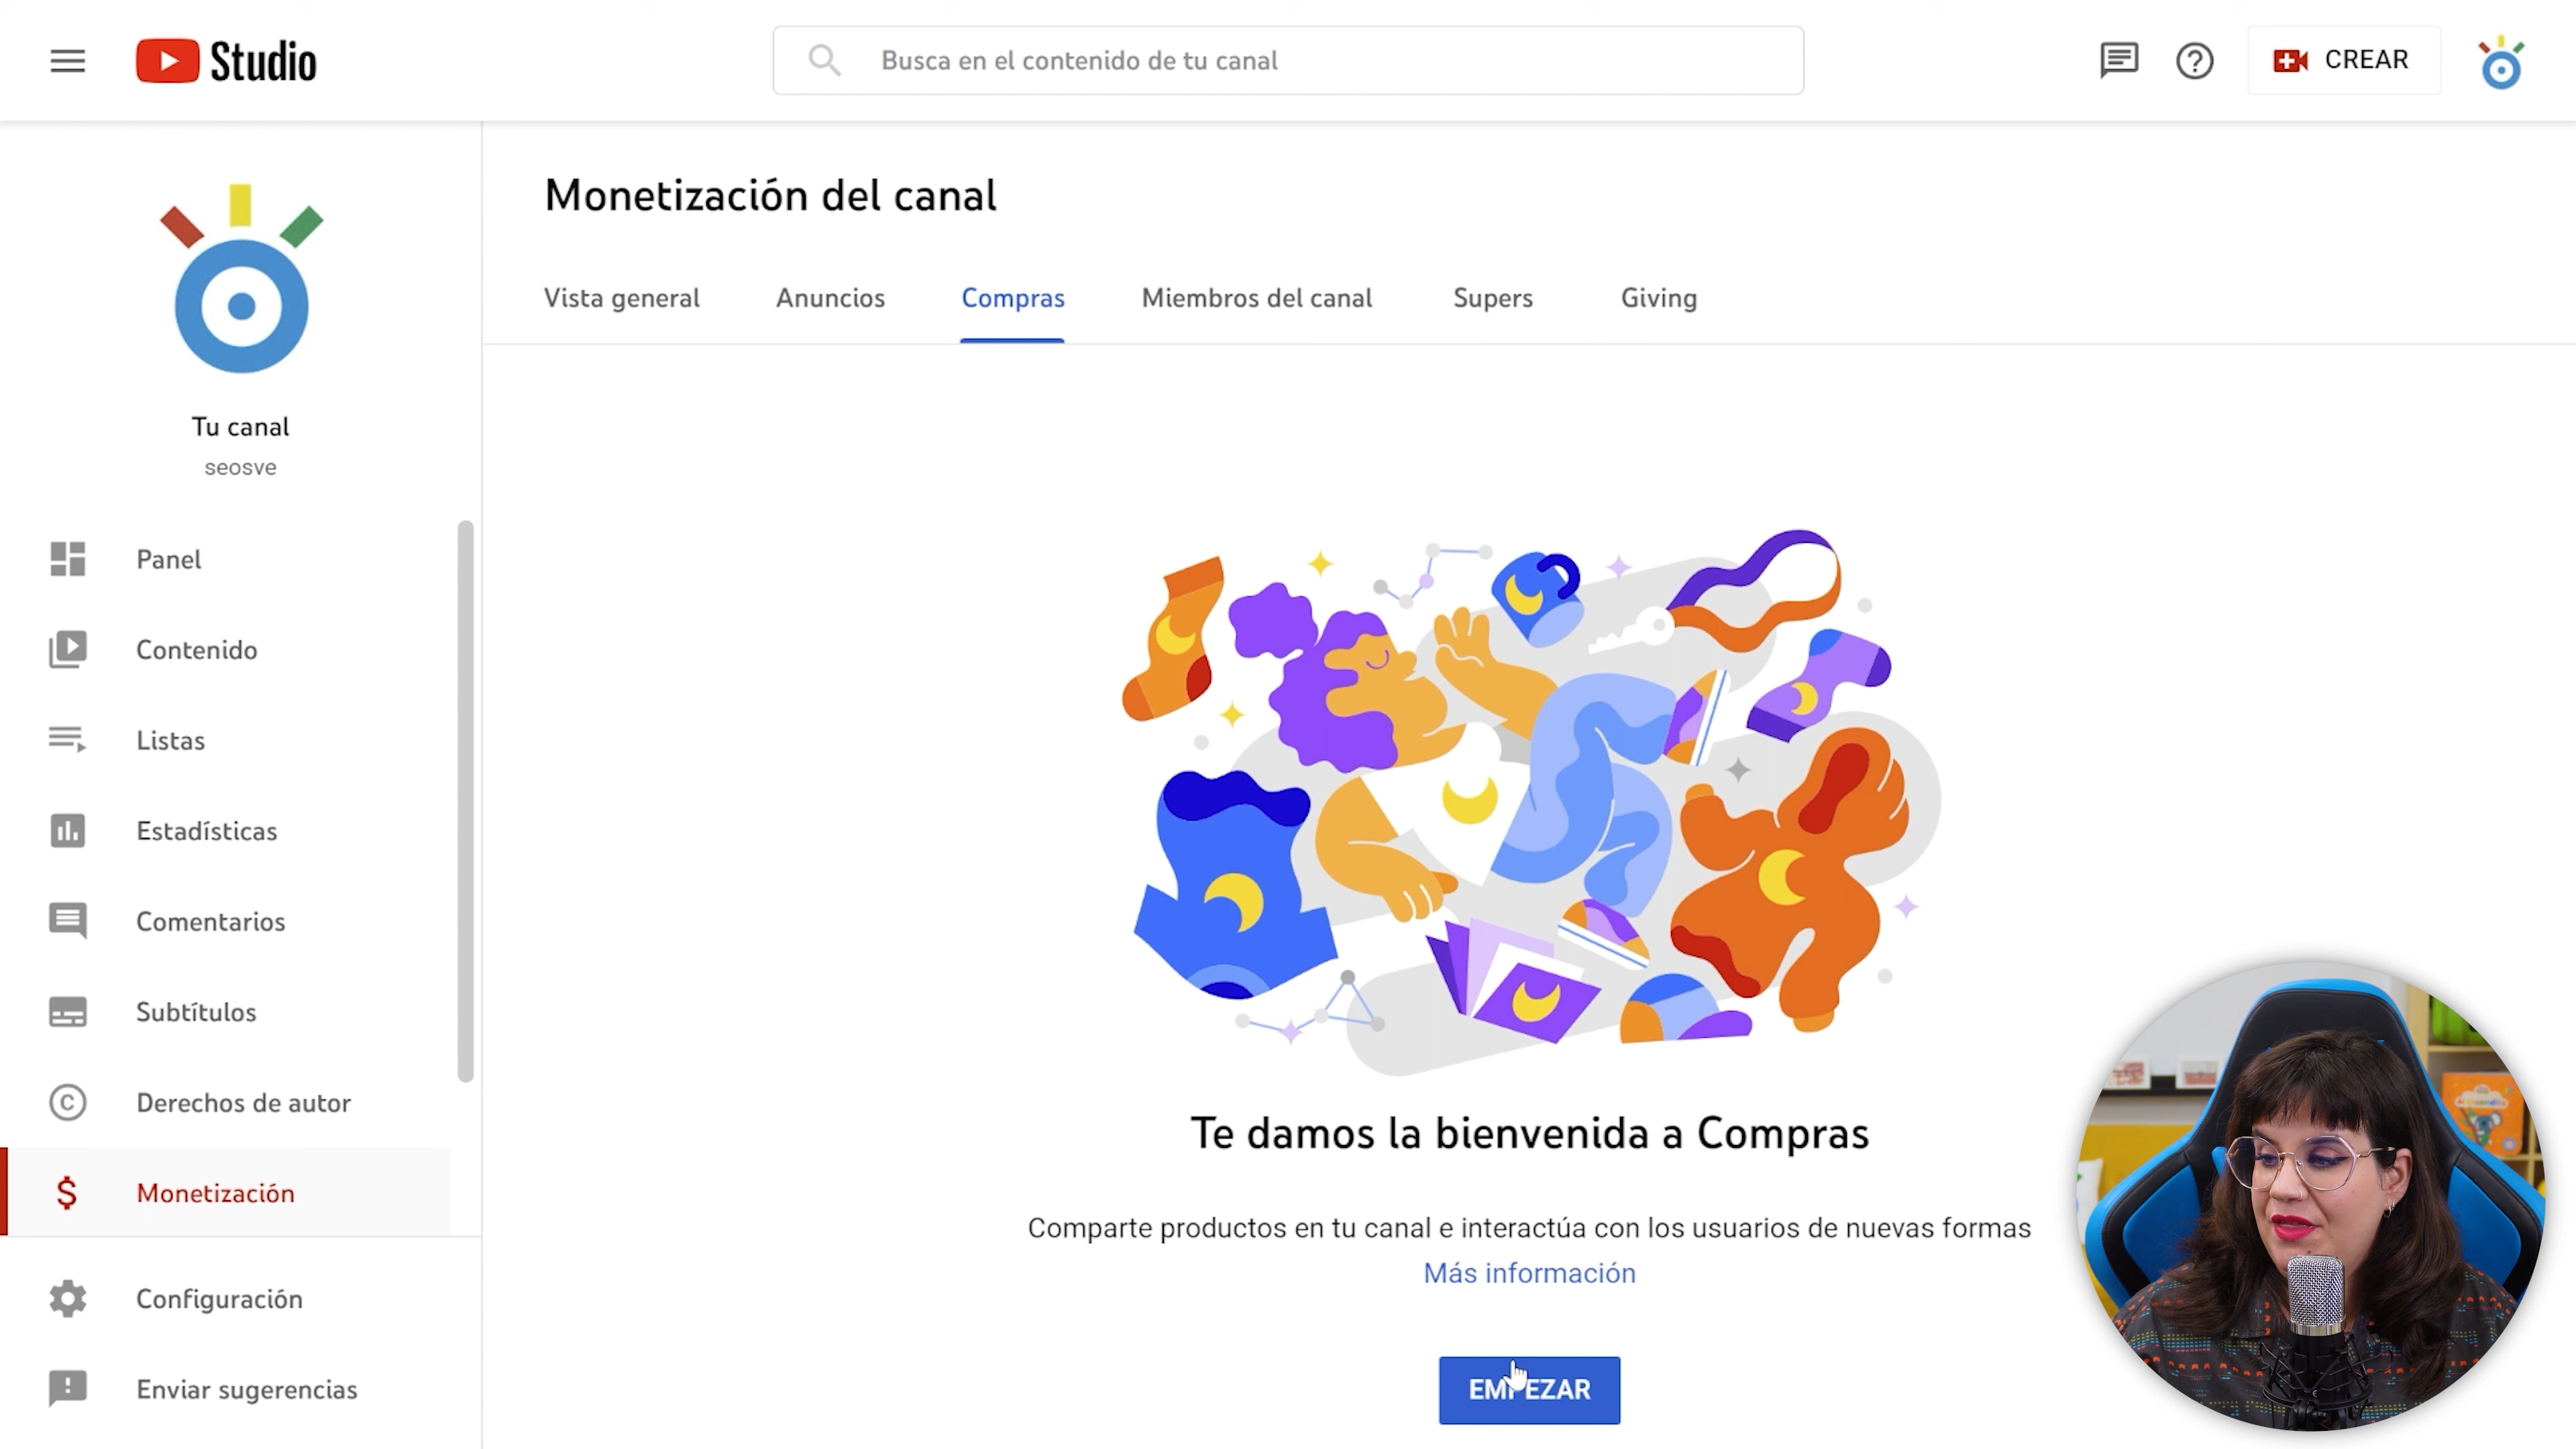 Studio
Busca en el contenido de tu canal
CREAR
Tu canal
seosve
Panel
Contenido
Listas
Estadísticas
Comentarios
Subtítulos
Derechos de autor
Monetización
Configuración
Enviar sugerencias
Monetización del canal
Vista general Anuncios Compras Miembros del canal Supers Giving
Te damos la bienvenida a Compras
Comparte productos en tu canal e interactúa con los usuarios de nuevas formas
Más información
EMPEZAR